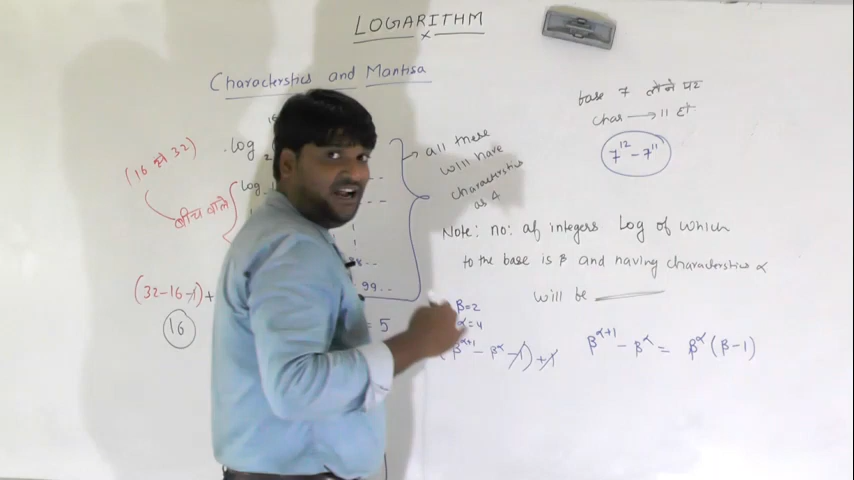 LOGARITHM
x
Characterstics and Mantisa
base 7 लेने पर
char → 11 है
7¹² - 7¹¹
(16 से 32)
बीच वाले
.log
log
→ all these
will have
characterstics
as 4
99..
(32-16-1)+
16
= 5
Note: no: of integers Log of which
to the base is β and having characterstics α
will be
β=2
α=4
(β^(α+1) - β^α - 1) + 1
β^(α+1) - β^α = β^α (β-1)